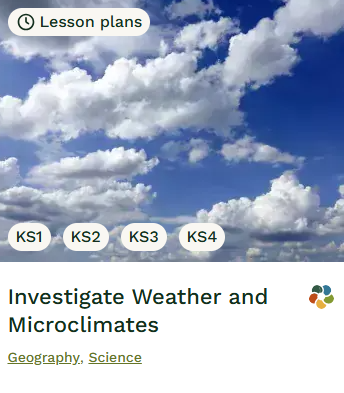 Lesson plans
KS1 KS2 KS3 KS4
Investigate Weather and
Microclimates
Geography, Science